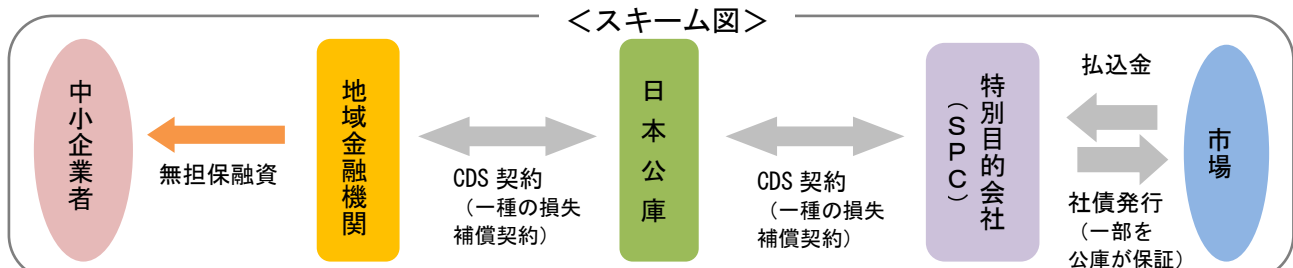 ＜スキーム図＞
中小企業者
無担保融資
地域金融機関
CDS 契約
（一種の損失
補償契約）
日本公庫
CDS 契約
（一種の損失
補償契約）
特別目的会社
（ＳＰＣ）
払込金
社債発行
（一部を
公庫が保証）
市場